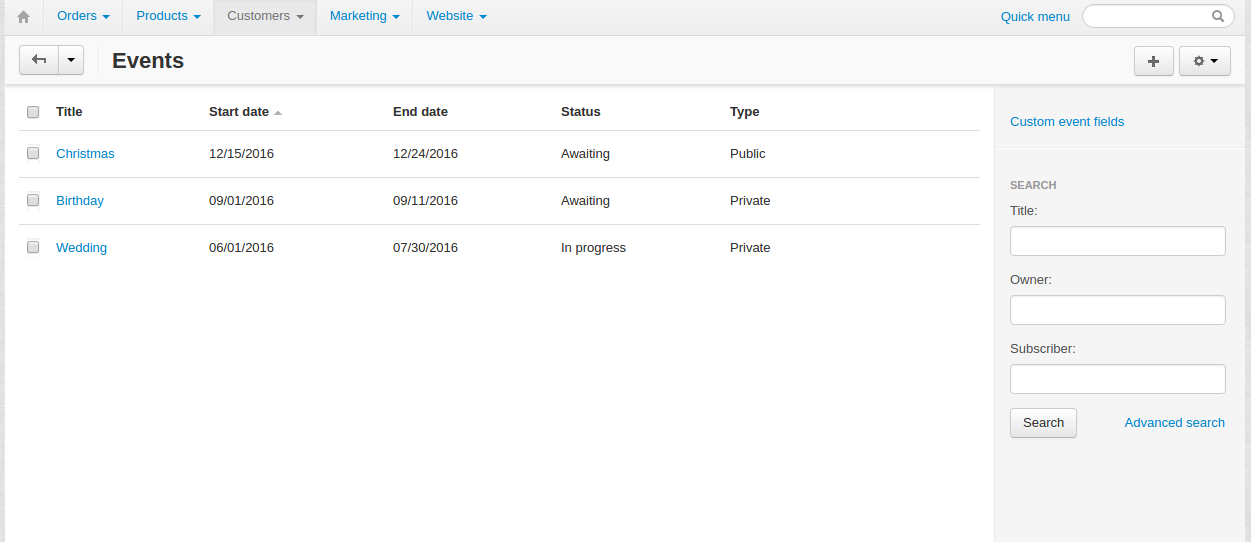 Orders Products Customers Marketing Website Quick menu
Events
Title Start date End date Status Type
Christmas 12/15/2016 12/24/2016 Awaiting Public
Birthday 09/01/2016 09/11/2016 Awaiting Private
Wedding 06/01/2016 07/30/2016 In progress Private
Custom event fields
SEARCH
Title:
Owner:
Subscriber:
Search Advanced search